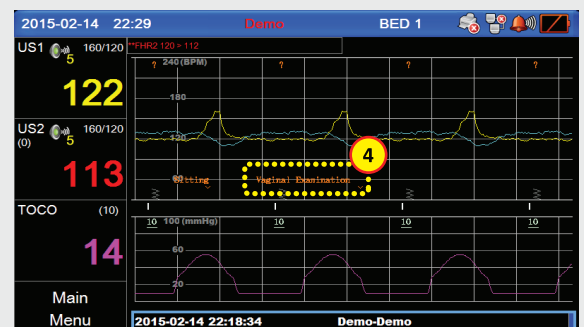 2015-02-14 22:29 Demo BED 1
US1 5 160/120
122
US2 5 160/120
(0)
113
TOCO (10)
14
Main
Menu
**FHR2 120 > 112
? ? ? ?
240 (BPM)
180
120
Sitting Vaginal Examination
4
10 100 (mmHg) 10 10 10
60
20
2015-02-14 22:18:34 Demo-Demo